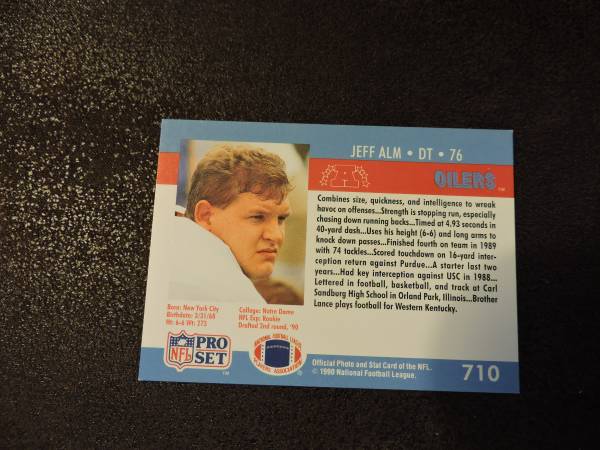 JEFF ALM • DT • 76
OILERS
Combines size, quickness, and intelligence to wreak
havoc on offenses...Strength is stopping run, especially
chasing down running backs...Timed at 4.93 seconds in
40-yard dash...Uses his height (6-6) and long arms to
knock down passes...Finished fourth on team in 1989
with 74 tackles...Scored touchdown on 16-yard inter-
ception return against Purdue...A starter last two
years...Had key interception against USC in 1988...
Lettered in football, basketball, and track at Carl
Sandburg High School in Orland Park, Illinois...Brother
Lance plays football for Western Kentucky.
Born: New York City
Birthdate: 3/31/68
Ht: 6-6 Wt: 273
College: Notre Dame
NFL Exp: Rookie
Drafted 2nd round, '90
NFL
PRO
SET
NATIONAL FOOTBALL LEAGUE
PLAYERS ASSOCIATION
Official Photo and Stat Card of the NFL.
© 1990 National Football League.
710